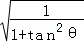 √(1/(1+tan² θ))